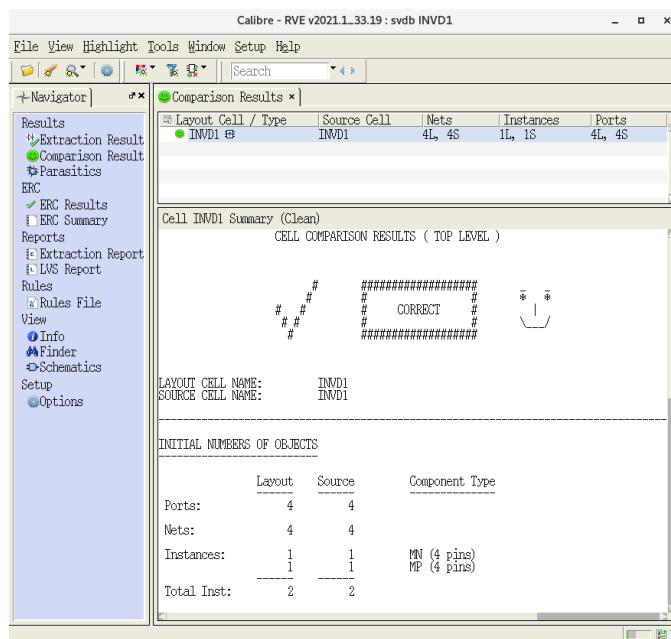 Calibre - RVE v2021.1_33.19 : svdb INVD1
File View Highlight Tools Window Setup Help
Search
Navigator
Comparison Results ×
Results
Extraction Result
Comparison Result
Parasitics
ERC
ERC Results
ERC Summary
Reports
Extraction Report
LVS Report
Rules
Rules File
View
Info
Finder
Schematics
Setup
Options
Layout Cell / Type Source Cell Nets Instances Ports
INVD1 INVD1 4L, 4S 1L, 1S 4L, 4S
Cell INVD1 Summary (Clean)
CELL COMPARISON RESULTS ( TOP LEVEL )
# ################### _ _
# # # * *
# # # CORRECT # |
# # # # \___/
# ###################
LAYOUT CELL NAME: INVD1
SOURCE CELL NAME: INVD1
INITIAL NUMBERS OF OBJECTS
Layout Source Component Type
Ports: 4 4
Nets: 4 4
Instances: 1 1 MN (4 pins)
1 1 MP (4 pins)
Total Inst: 2 2